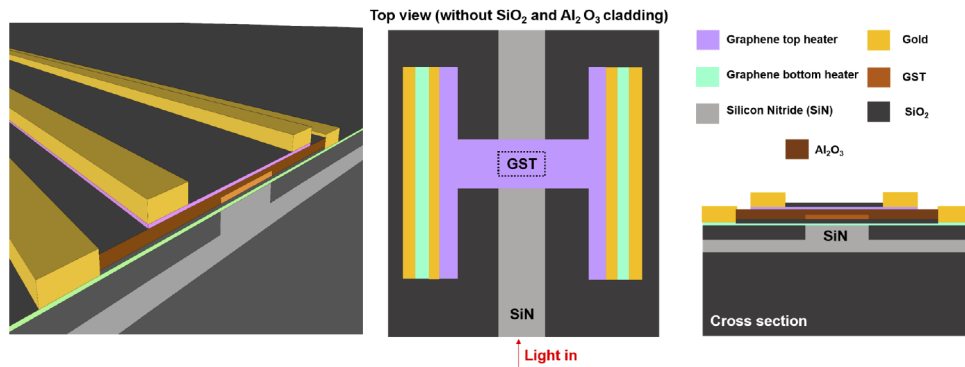 Top view (without SiO₂ and Al₂O₃ cladding)
GST
SiN
Light in
Graphene top heater
Gold
Graphene bottom heater
GST
Silicon Nitride (SiN)
SiO₂
Al₂O₃
SiN
Cross section